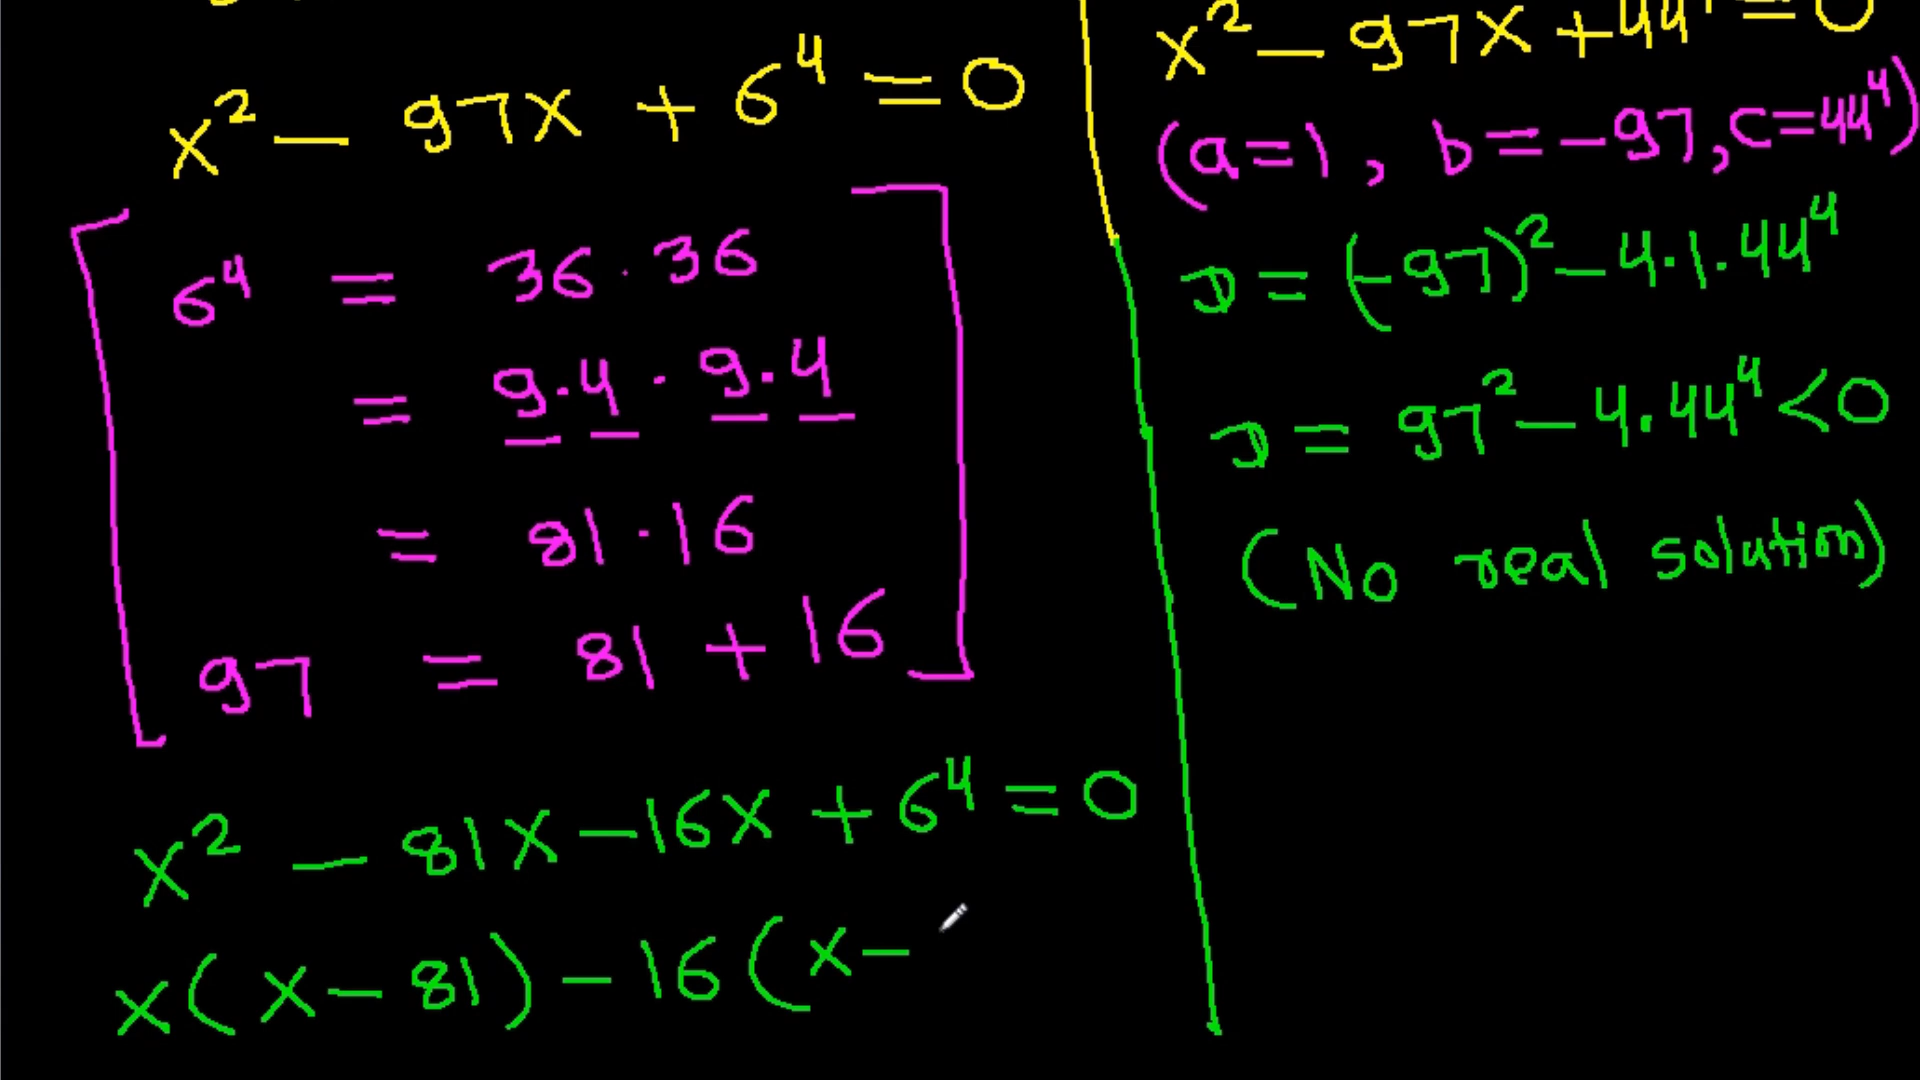 x² − 97x + 6⁴ = 0
6⁴ = 36 · 36
= 9.4 · 9.4
= 81 · 16
97 = 81 + 16
x² − 81x − 16x + 6⁴ = 0
x(x − 81) − 16(x −
x² − 97x + 44⁴ = 0
(a = 1, b = −97, c = 44⁴)
D = (−97)² − 4.1.44⁴
D = 97² − 4.44⁴ < 0
(No real solution)